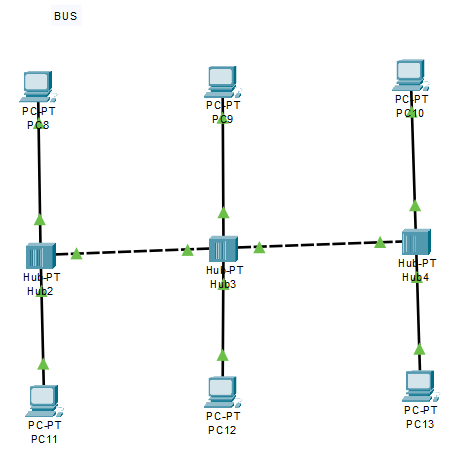 BUS
PC-PT
PC8
PC-PT
PC9
PC-PT
PC10
Hub-PT
Hub2
Hub-PT
Hub3
Hub-PT
Hub4
PC-PT
PC11
PC-PT
PC12
PC-PT
PC13